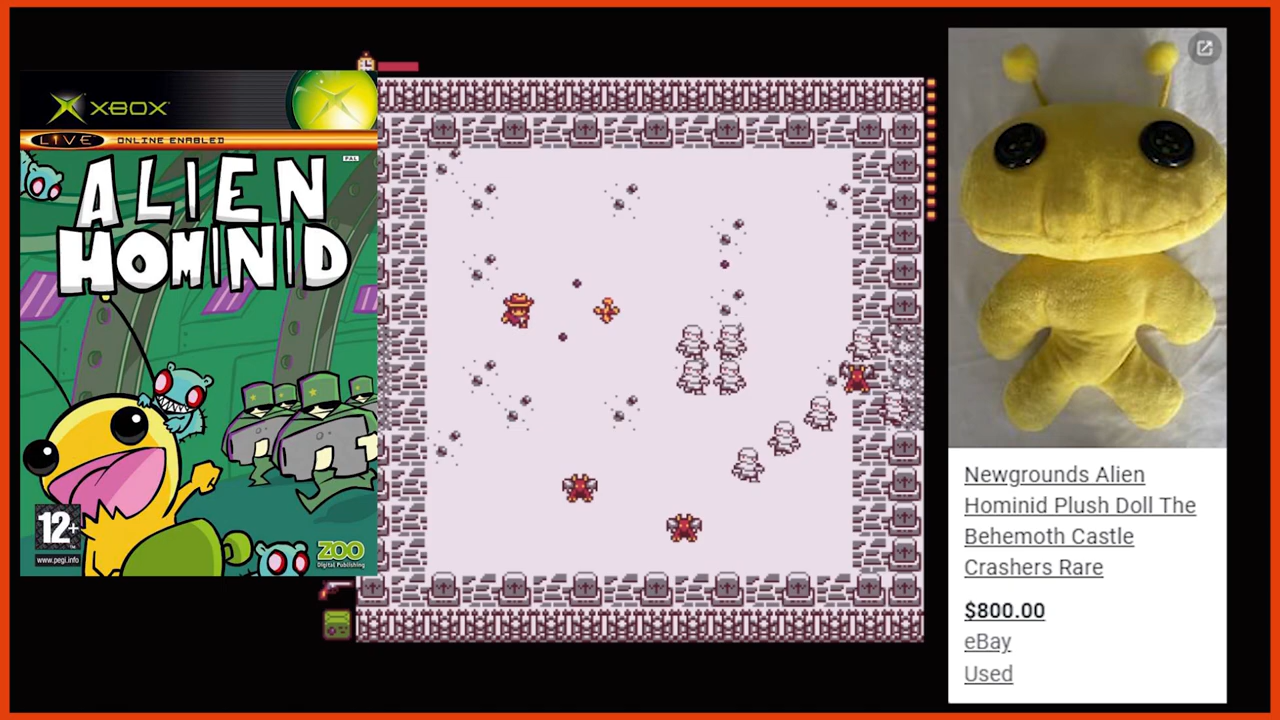 XBOX
LIVE ONLINE ENABLED
PAL
ALIEN
HOMINID
12+
www.pegi.info
ZOO
Digital Publishing
Newgrounds Alien
Hominid Plush Doll The
Behemoth Castle
Crashers Rare
$800.00
eBay
Used